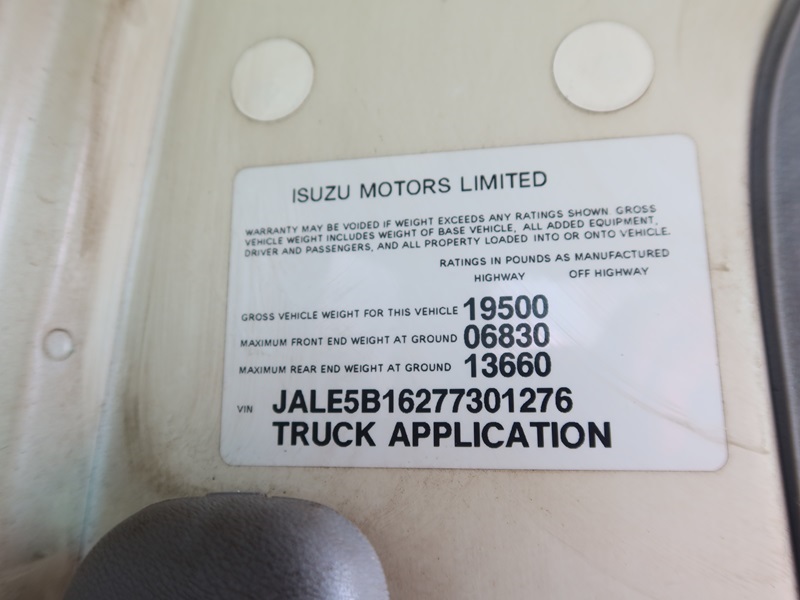 ISUZU MOTORS LIMITED
WARRANTY MAY BE VOIDED IF WEIGHT EXCEEDS ANY RATINGS SHOWN GROSS
VEHICLE WEIGHT INCLUDES WEIGHT OF BASE VEHICLE, ALL ADDED EQUIPMENT,
DRIVER AND PASSENGERS, AND ALL PROPERTY LOADED INTO OR ONTO VEHICLE.
RATINGS IN POUNDS AS MANUFACTURED
HIGHWAY OFF HIGHWAY
GROSS VEHICLE WEIGHT FOR THIS VEHICLE 19500
MAXIMUM FRONT END WEIGHT AT GROUND 06830
MAXIMUM REAR END WEIGHT AT GROUND 13660
VIN JALE5B16277301276
TRUCK APPLICATION